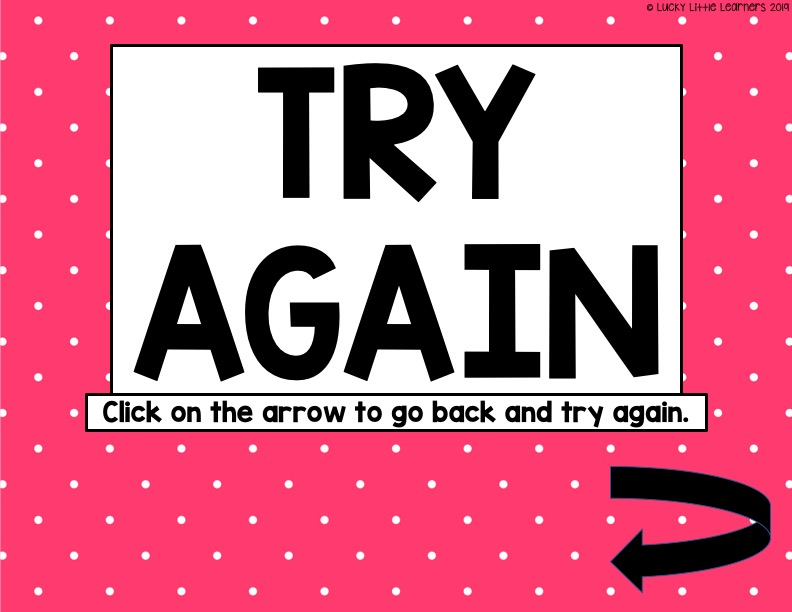 © Lucky Little Learners 2019
TRY
AGAIN
Click on the arrow to go back and try again.